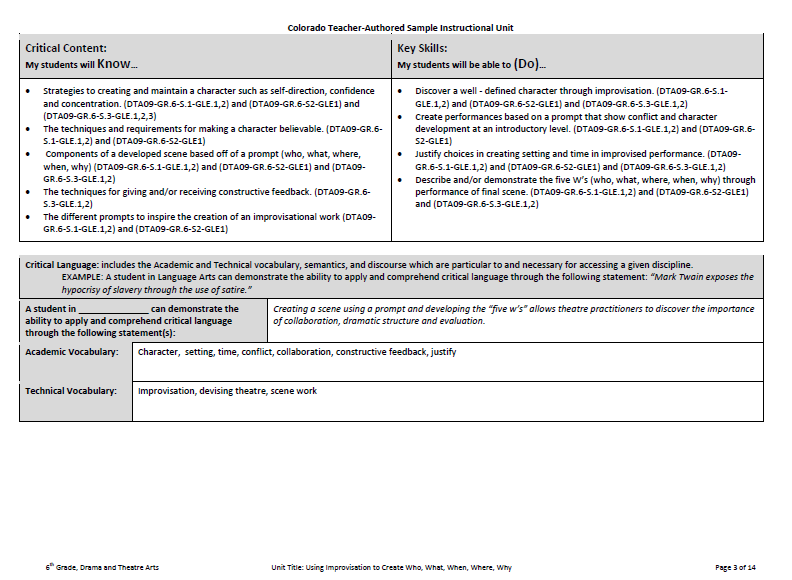 Colorado Teacher-Authored Sample Instructional Unit
Critical Content:
My students will Know…
Key Skills:
My students will be able to (Do)…
• Strategies to creating and maintain a character such as self-direction, confidence
and concentration. (DTA09-GR.6-S.1-GLE.1,2) and (DTA09-GR.6-S2-GLE1) and
(DTA09-GR.6-S.3-GLE.1,2,3)
• The techniques and requirements for making a character believable. (DTA09-GR.6-
S.1-GLE.1,2) and (DTA09-GR.6-S2-GLE1)
• Components of a developed scene based off of a prompt (who, what, where,
when, why) (DTA09-GR.6-S.1-GLE.1,2) and (DTA09-GR.6-S2-GLE1) and (DTA09-
GR.6-S.3-GLE.1,2)
• The techniques for giving and/or receiving constructive feedback. (DTA09-GR.6-
S.3-GLE.1,2)
• The different prompts to inspire the creation of an improvisational work (DTA09-
GR.6-S.1-GLE.1,2) and (DTA09-GR.6-S2-GLE1)
• Discover a well - defined character through improvisation. (DTA09-GR.6-S.1-
GLE.1,2) and (DTA09-GR.6-S2-GLE1) and (DTA09-GR.6-S.3-GLE.1,2)
• Create performances based on a prompt that show conflict and character
development at an introductory level. (DTA09-GR.6-S.1-GLE.1,2) and (DTA09-GR.6-
S2-GLE1)
• Justify choices in creating setting and time in improvised performance. (DTA09-
GR.6-S.1-GLE.1,2) and (DTA09-GR.6-S2-GLE1) and (DTA09-GR.6-S.3-GLE.1,2)
• Describe and/or demonstrate the five W's (who, what, where, when, why) through
performance of final scene. (DTA09-GR.6-S.1-GLE.1,2) and (DTA09-GR.6-S2-GLE1)
and (DTA09-GR.6-S.3-GLE.1,2)
Critical Language: includes the Academic and Technical vocabulary, semantics, and discourse which are particular to and necessary for accessing a given discipline.
EXAMPLE: A student in Language Arts can demonstrate the ability to apply and comprehend critical language through the following statement: “Mark Twain exposes the
hypocrisy of slavery through the use of satire.”
A student in ______________ can demonstrate the
ability to apply and comprehend critical language
through the following statement(s):
Creating a scene using a prompt and developing the “five w's” allows theatre practitioners to discover the importance
of collaboration, dramatic structure and evaluation.
Academic Vocabulary:
Character, setting, time, conflict, collaboration, constructive feedback, justify
Technical Vocabulary:
Improvisation, devising theatre, scene work
6th Grade, Drama and Theatre Arts
Unit Title: Using Improvisation to Create Who, What, When, Where, Why
Page 3 of 14